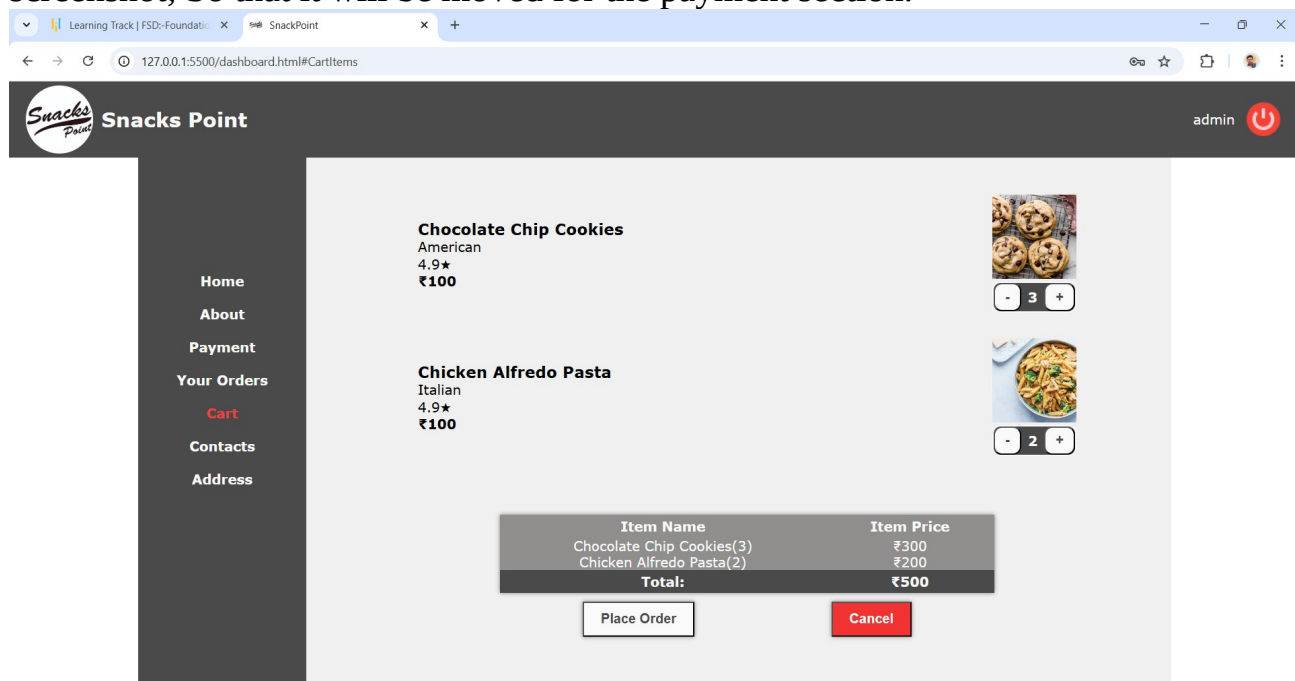 screenshot, So that it will be moved for the payment section.
Learning Track | FSD:-Foundatio
SnackPoint
127.0.0.1:5500/dashboard.html#CartItems
Snacks Point
Snacks Point
admin
Home
About
Payment
Your Orders
Cart
Contacts
Address
Chocolate Chip Cookies
American
4.9★
₹100
- 3 +
Chicken Alfredo Pasta
Italian
4.9★
₹100
- 2 +
Item Name Item Price
Chocolate Chip Cookies(3) ₹300
Chicken Alfredo Pasta(2) ₹200
Total: ₹500
Place Order Cancel